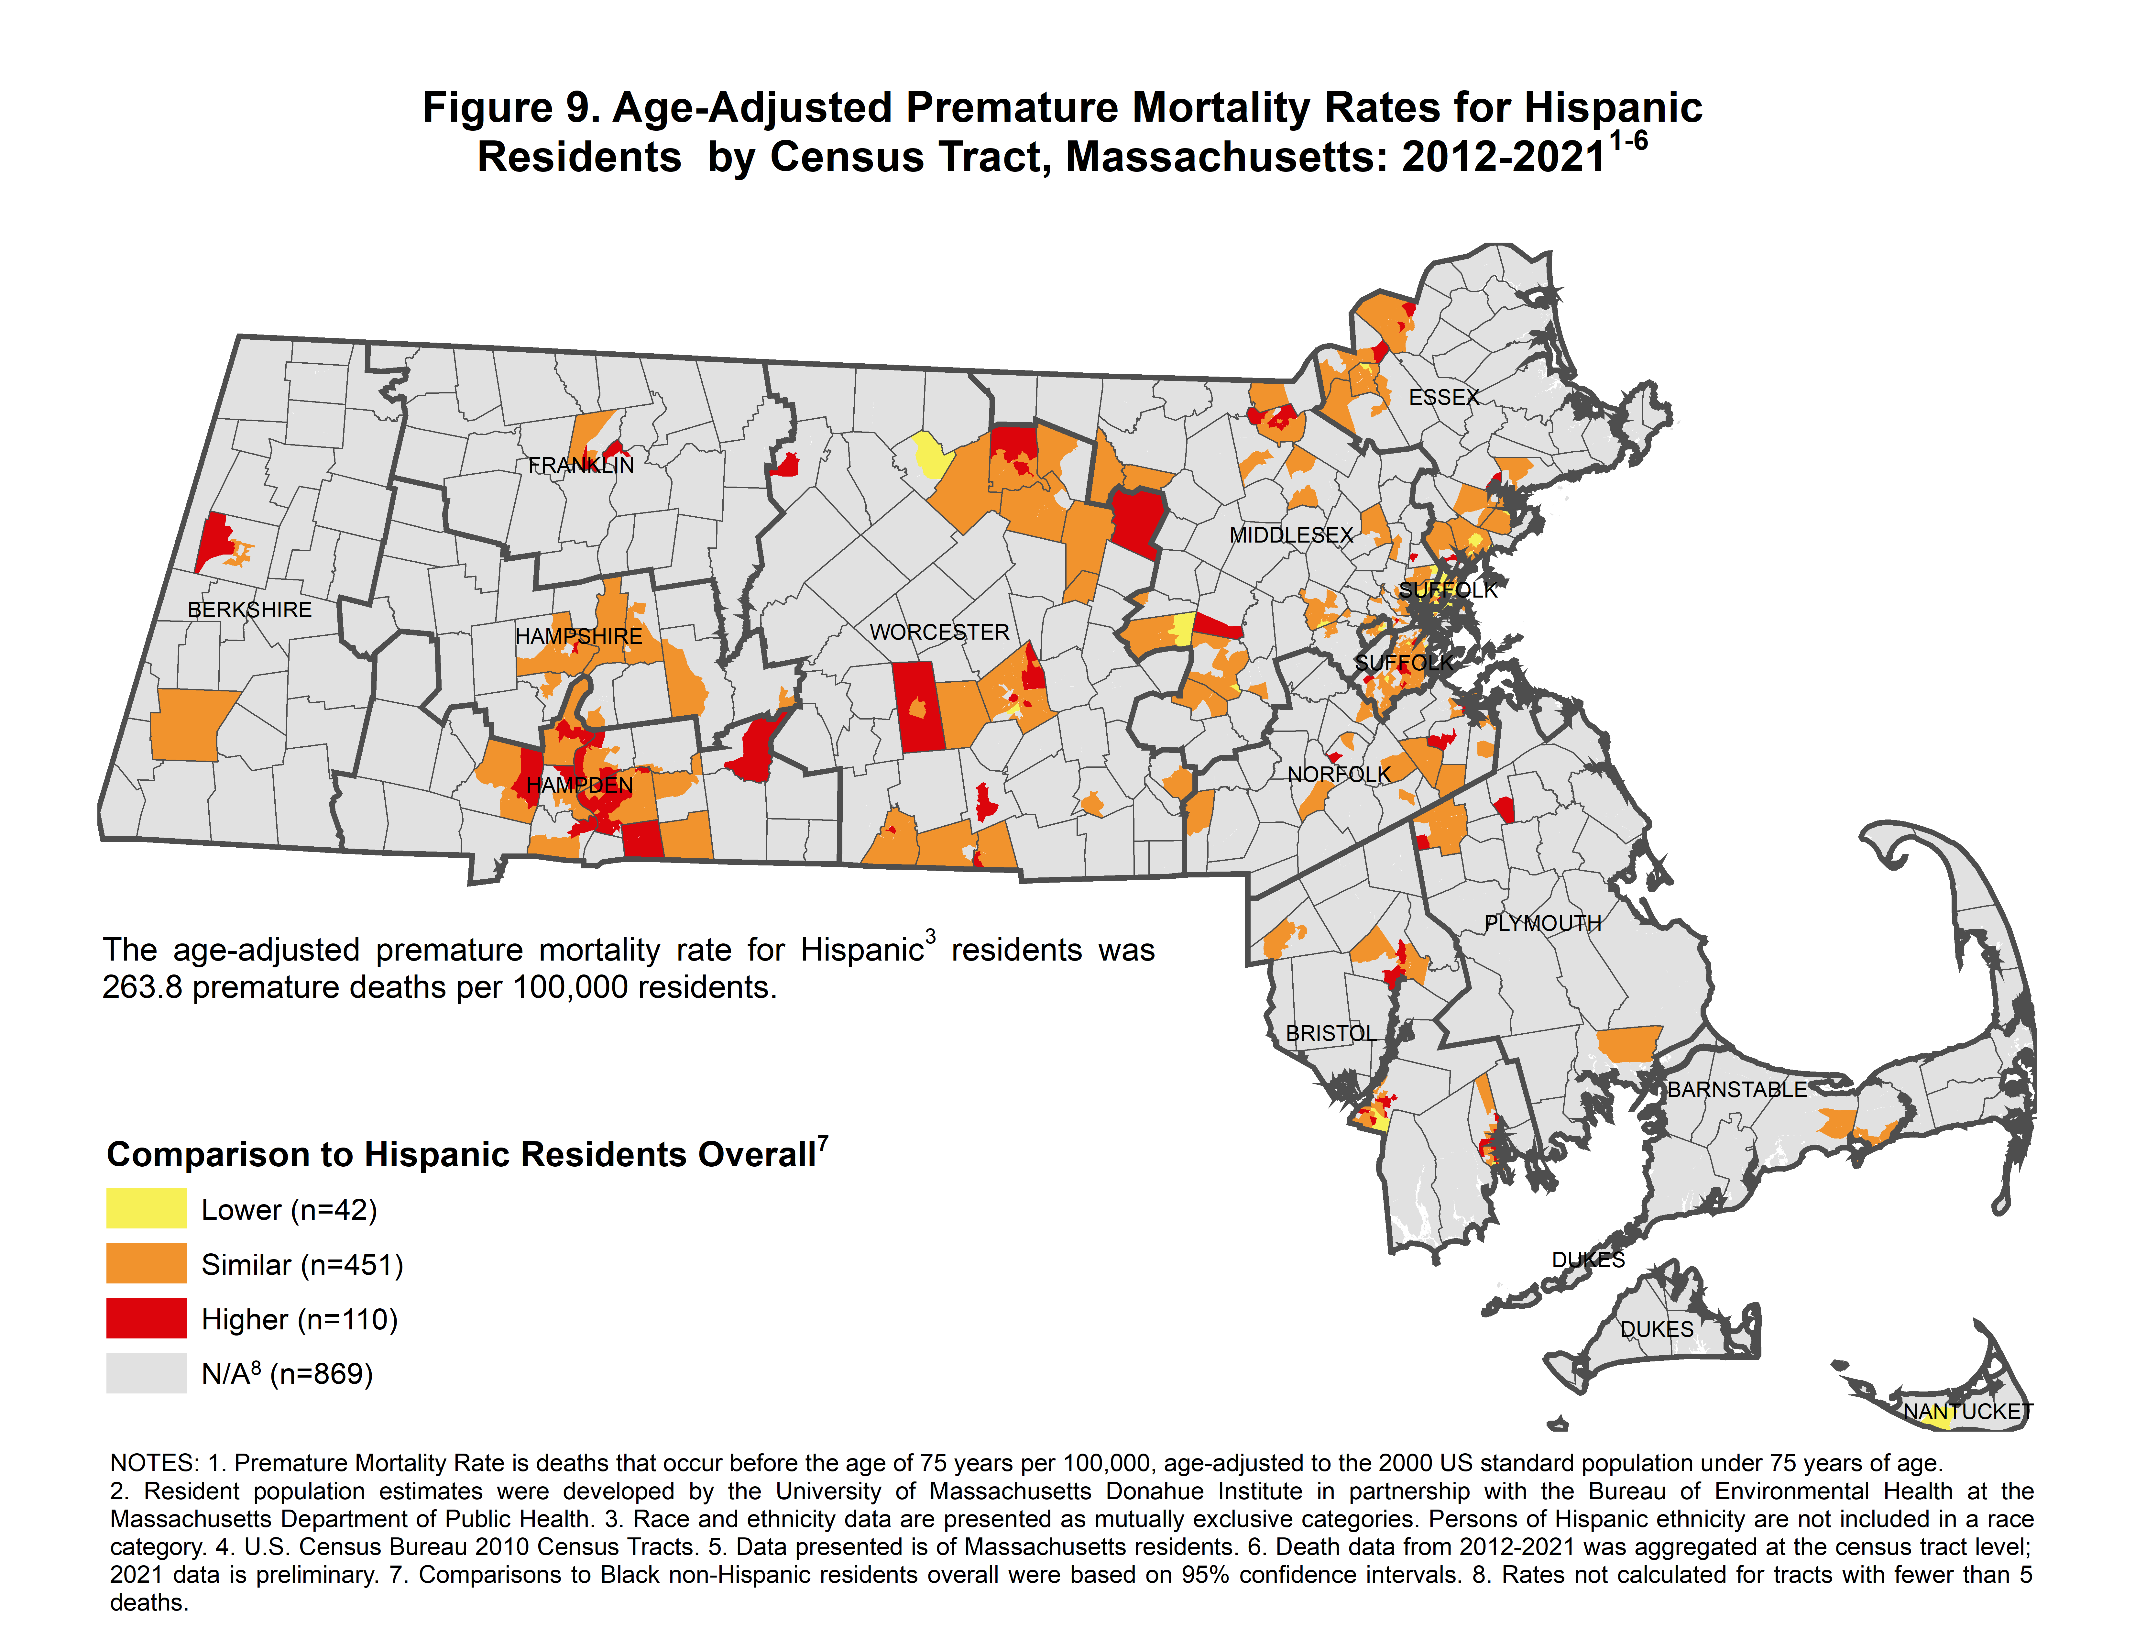 Figure 9. Age-Adjusted Premature Mortality Rates for Hispanic
Residents by Census Tract, Massachusetts: 2012-2021¹⁻⁶
ESSEX
FRANKLIN
MIDDLESEX
SUFFOLK
BERKSHIRE
HAMPSHIRE
WORCESTER
SUFFOLK
HAMPDEN
NORFOLK
PLYMOUTH
The age-adjusted premature mortality rate for Hispanic³ residents was
263.8 premature deaths per 100,000 residents.
BRISTOL
BARNSTABLE
Comparison to Hispanic Residents Overall⁷
Lower (n=42)
Similar (n=451)
Higher (n=110)
N/A⁸ (n=869)
DUKES
DUKES
NANTUCKET
NOTES: 1. Premature Mortality Rate is deaths that occur before the age of 75 years per 100,000, age-adjusted to the 2000 US standard population under 75 years of age.
2. Resident population estimates were developed by the University of Massachusetts Donahue Institute in partnership with the Bureau of Environmental Health at the
Massachusetts Department of Public Health. 3. Race and ethnicity data are presented as mutually exclusive categories. Persons of Hispanic ethnicity are not included in a race
category. 4. U.S. Census Bureau 2010 Census Tracts. 5. Data presented is of Massachusetts residents. 6. Death data from 2012-2021 was aggregated at the census tract level;
2021 data is preliminary. 7. Comparisons to Black non-Hispanic residents overall were based on 95% confidence intervals. 8. Rates not calculated for tracts with fewer than 5
deaths.